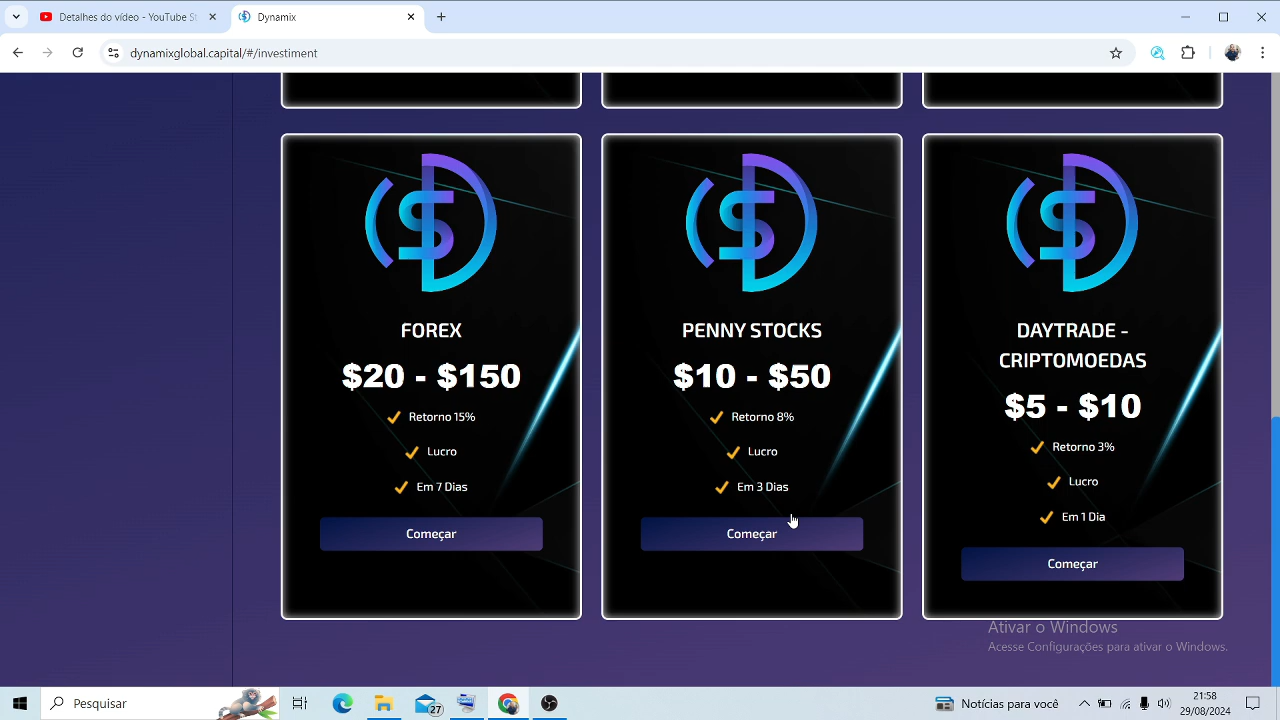 Detalhes do vídeo - YouTube St
Dynamix
dynamixglobal.capital/#/investiment
FOREX
$20 - $150
Retorno 15%
Lucro
Em 7 Dias
Começar
PENNY STOCKS
$10 - $50
Retorno 8%
Lucro
Em 3 Dias
Começar
DAYTRADE -
CRIPTOMOEDAS
$5 - $10
Retorno 3%
Lucro
Em 1 Dia
Começar
Ativar o Windows
Acesse Configurações para ativar o Windows.
Pesquisar
27
Notícias para você
21:58
29/08/2024